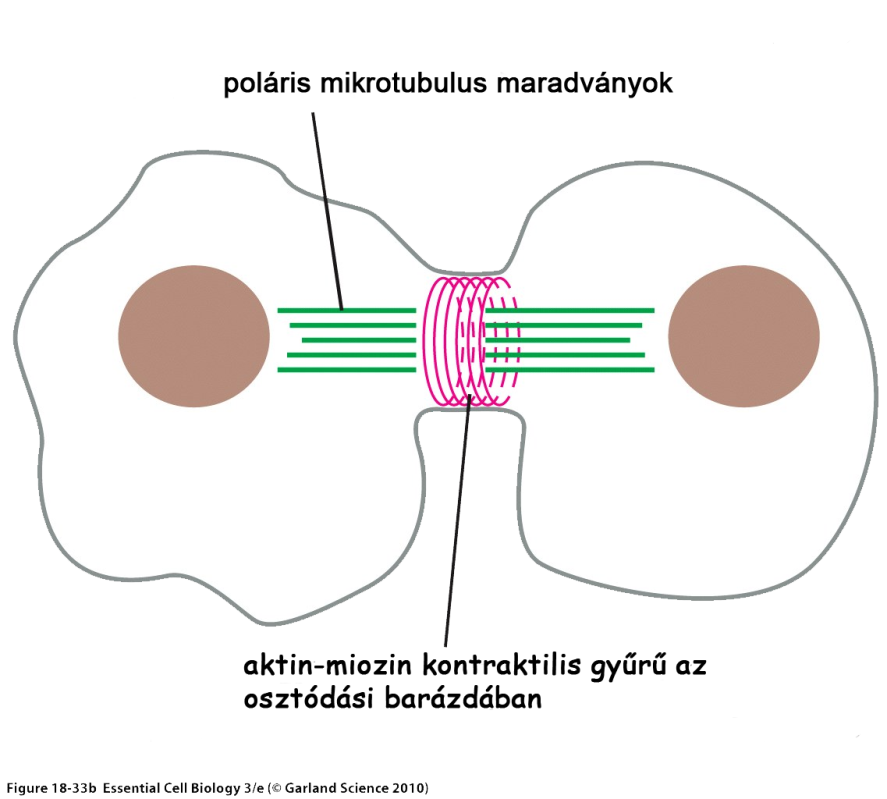 poláris mikrotubulus maradványok
aktin-miozin kontraktilis gyűrű az
osztódási barázdában
Figure 18-33b Essential Cell Biology 3/e (© Garland Science 2010)